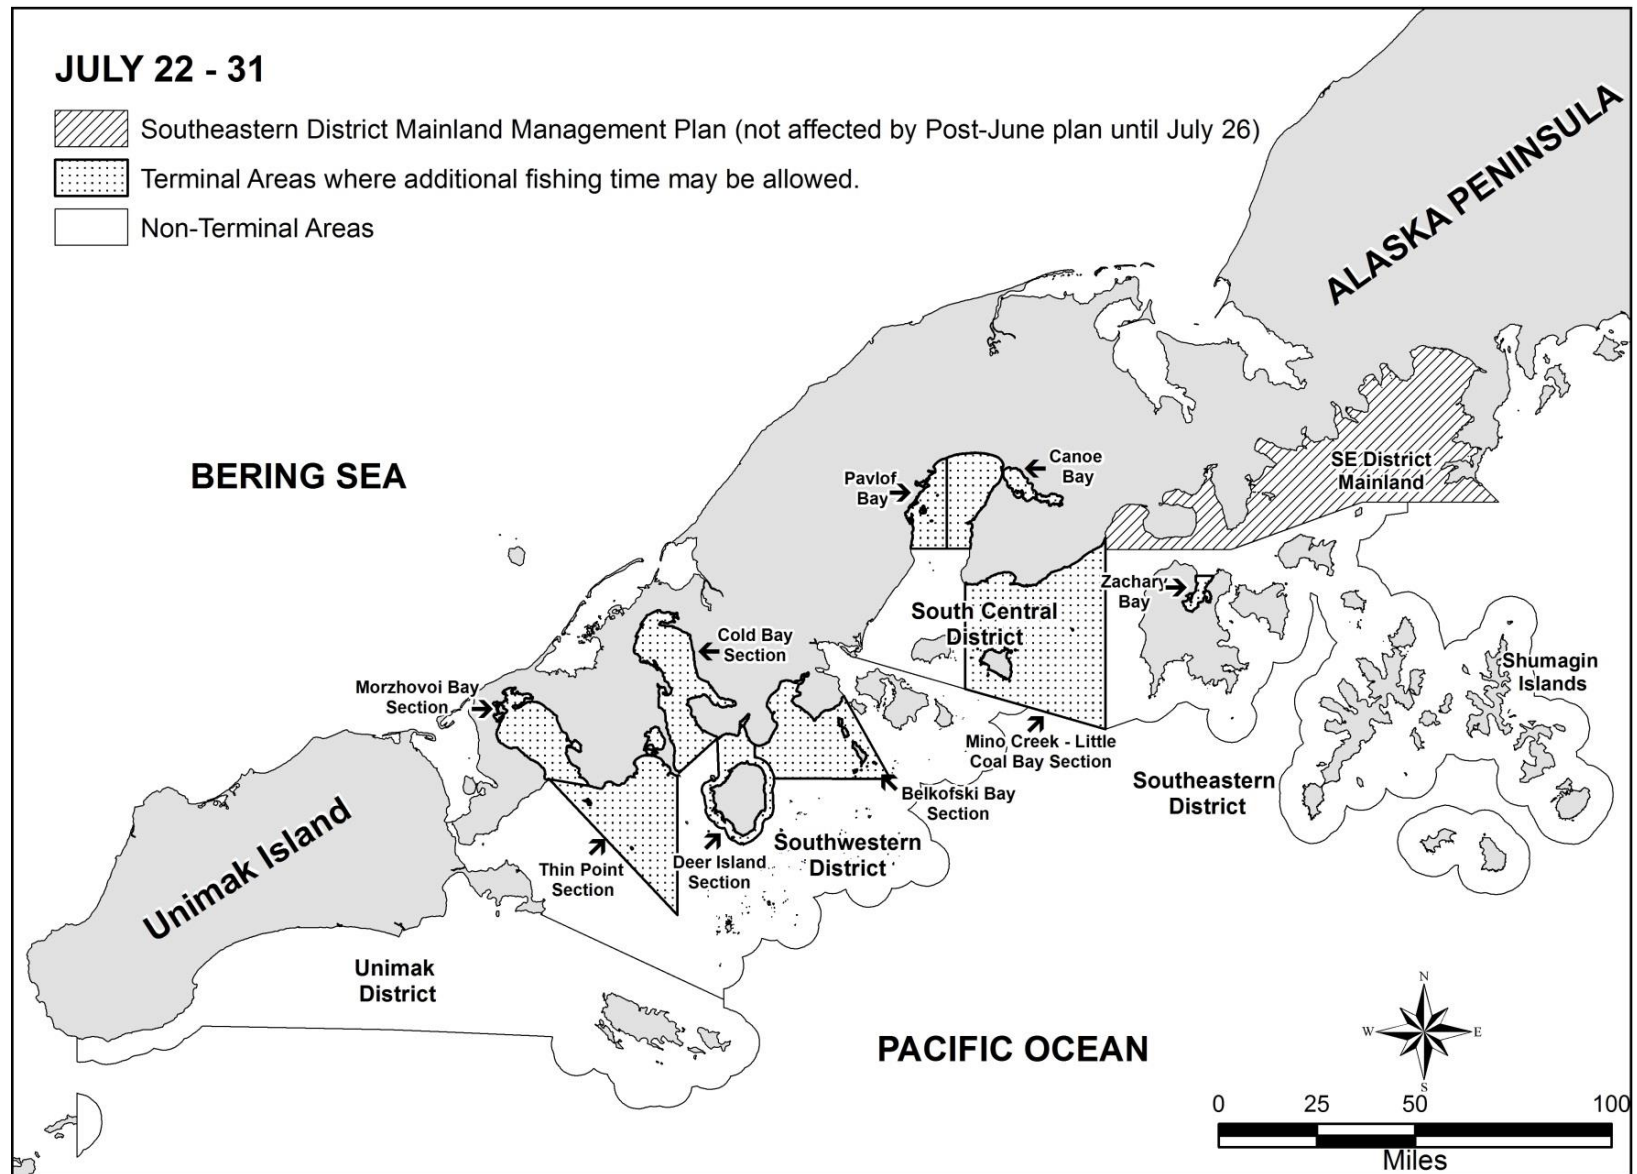 JULY 22 - 31
Southeastern District Mainland Management Plan (not affected by Post-June plan until July 26)
Terminal Areas where additional fishing time may be allowed.
Non-Terminal Areas
ALASKA PENINSULA
BERING SEA
Pavlof
Bay
Canoe
Bay
SE District
Mainland
Zachary
Bay
South Central
District
Cold Bay
Section
Shumagin
Islands
Morzhovoi Bay
Section
Mino Creek - Little
Coal Bay Section
Southeastern
District
Belkofski Bay
Section
Unimak Island
Thin Point
Section
Deer Island
Section
Southwestern
District
Unimak
District
PACIFIC OCEAN
N
W
E
S
0 25 50 100
Miles